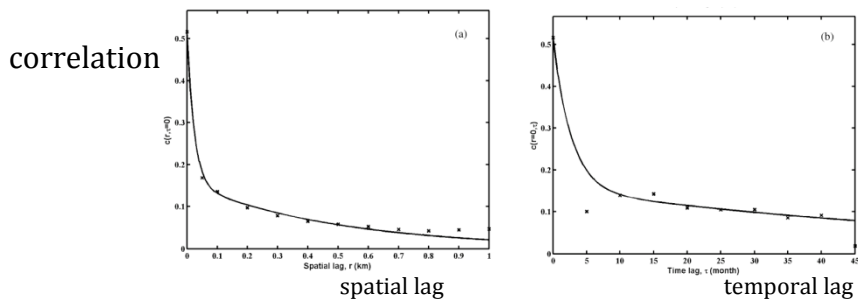 correlation
(a)
c(r,τ=0)
0.5
0.4
0.3
0.2
0.1
0
0 0.1 0.2 0.3 0.4 0.5 0.6 0.7 0.8 0.9 1
Spatial lag, r (km)
spatial lag
(b)
c(r=0,τ)
0.5
0.4
0.3
0.2
0.1
0
0 5 10 15 20 25 30 35 40 45
Time lag, τ (month)
temporal lag